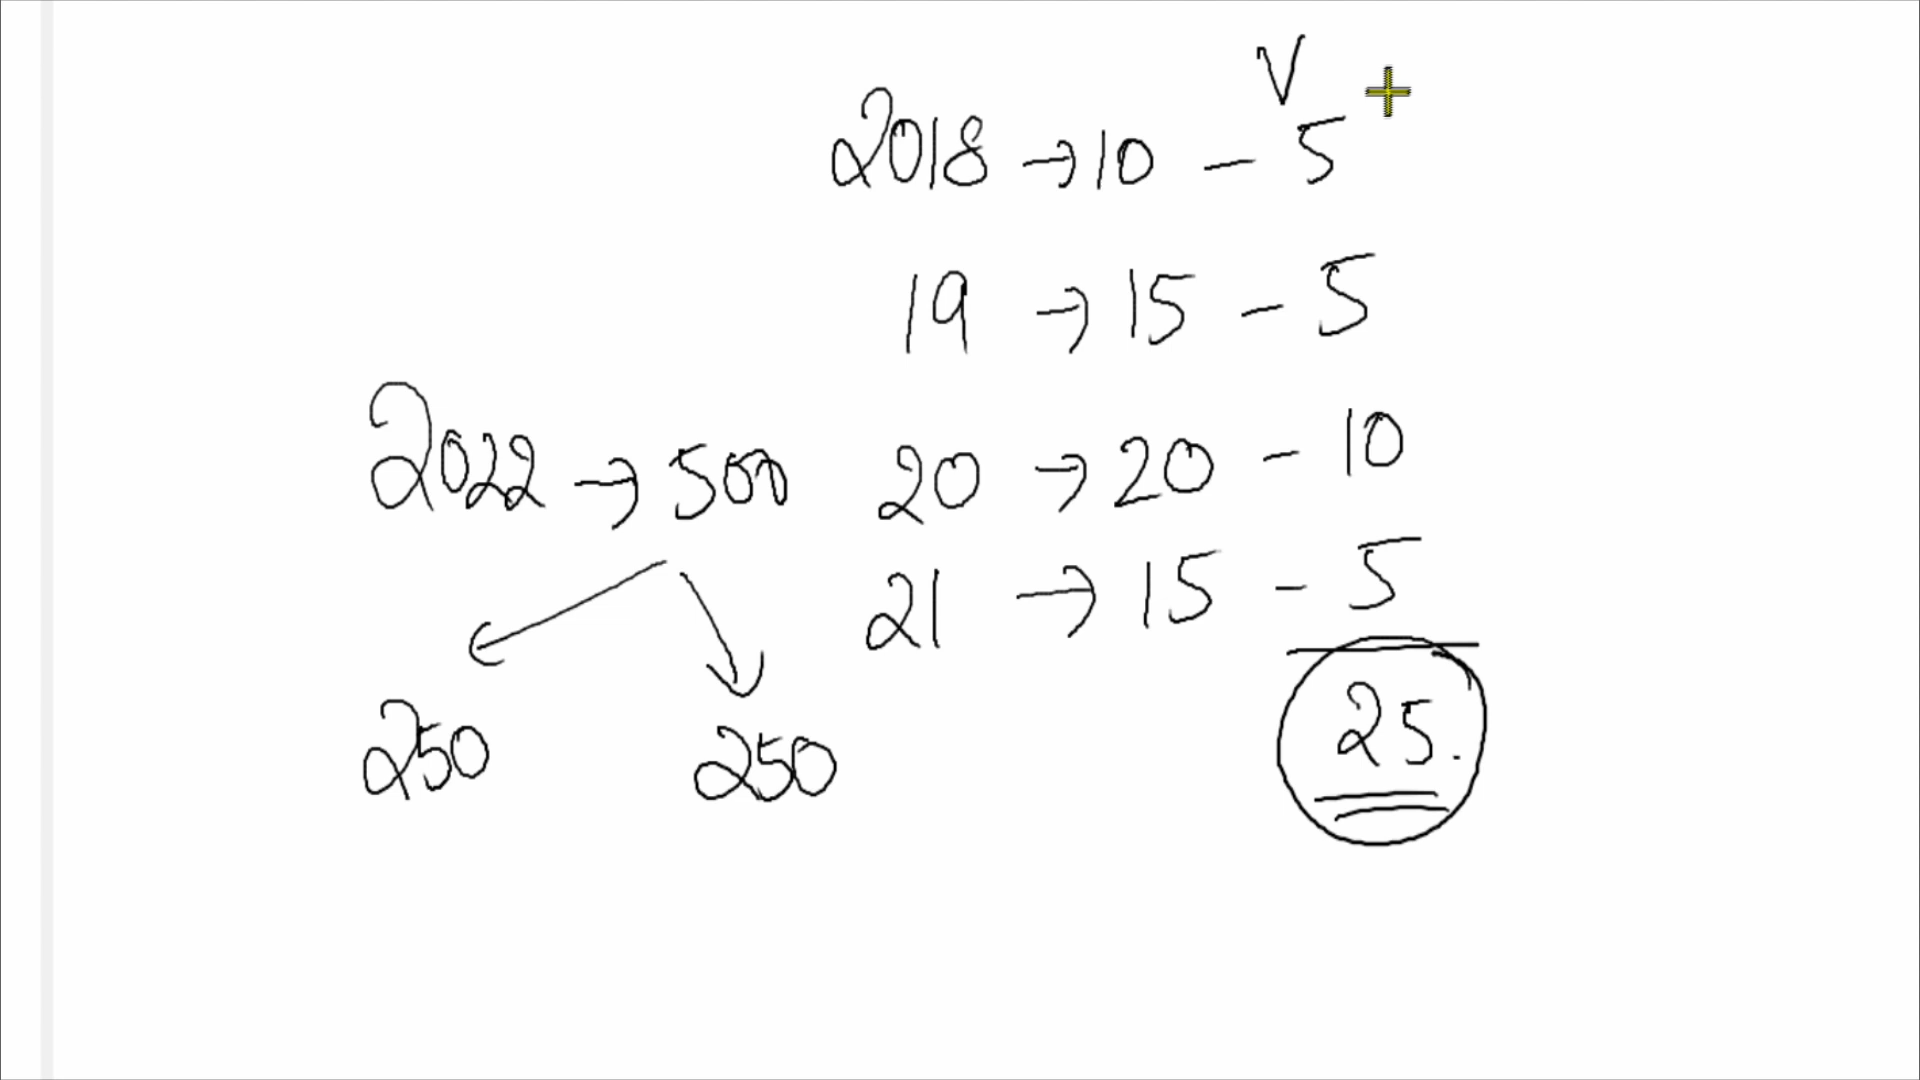 V
2018 → 10 - 5
19 → 15 - 5
2022 → 500
20 → 20 - 10
21 → 15 - 5
25.
250 250